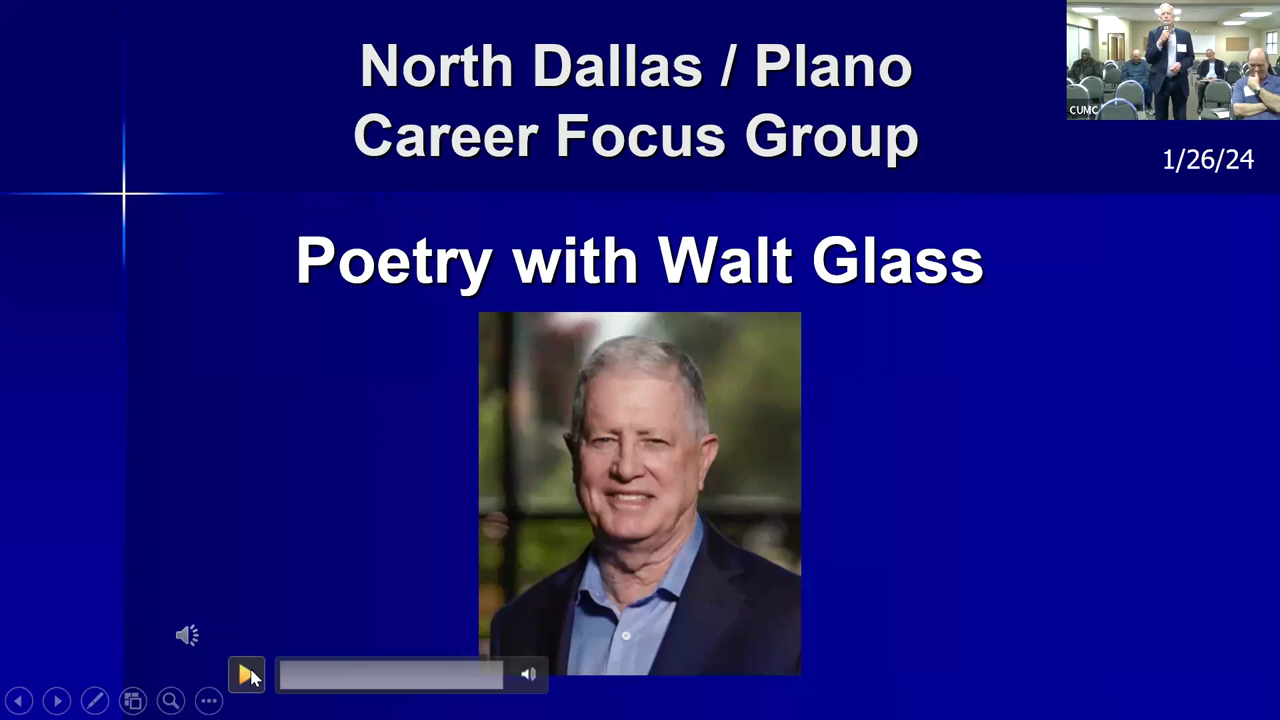 North Dallas / Plano
Career Focus Group
CUMC
1/26/24
Poetry with Walt Glass